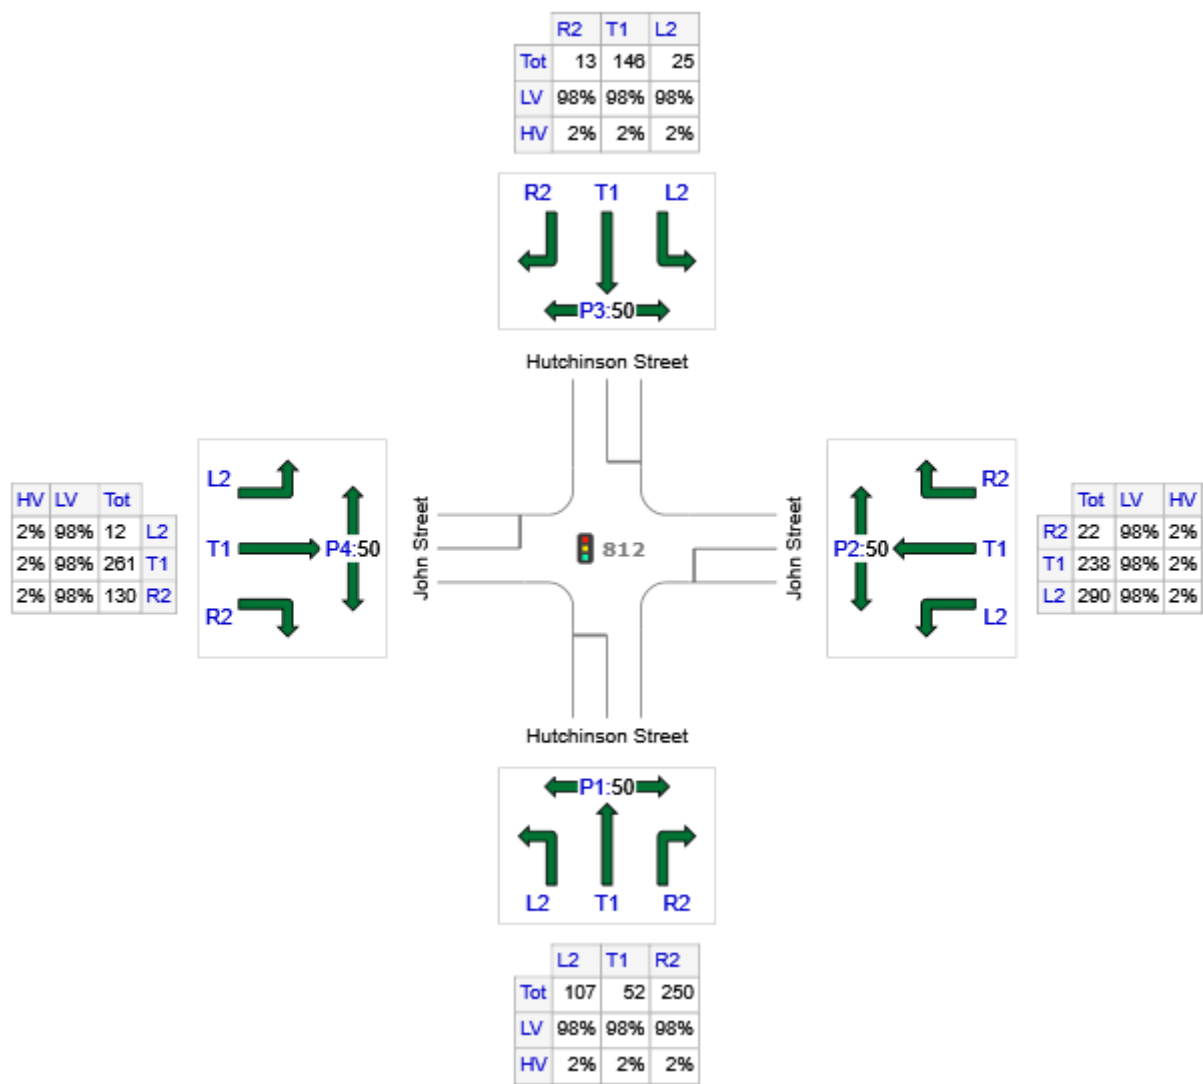 R2 T1 L2
Tot 13 146 25
LV 98% 98% 98%
HV 2% 2% 2%
R2 T1 L2
P3:50
Hutchinson Street
HV LV Tot
2% 98% 12 L2
2% 98% 261 T1
2% 98% 130 R2
L2
T1
R2
P4:50
John Street
812
John Street
P2:50
R2
T1
L2
Tot LV HV
R2 22 98% 2%
T1 238 98% 2%
L2 290 98% 2%
Hutchinson Street
P1:50
L2 T1 R2
L2 T1 R2
Tot 107 52 250
LV 98% 98% 98%
HV 2% 2% 2%